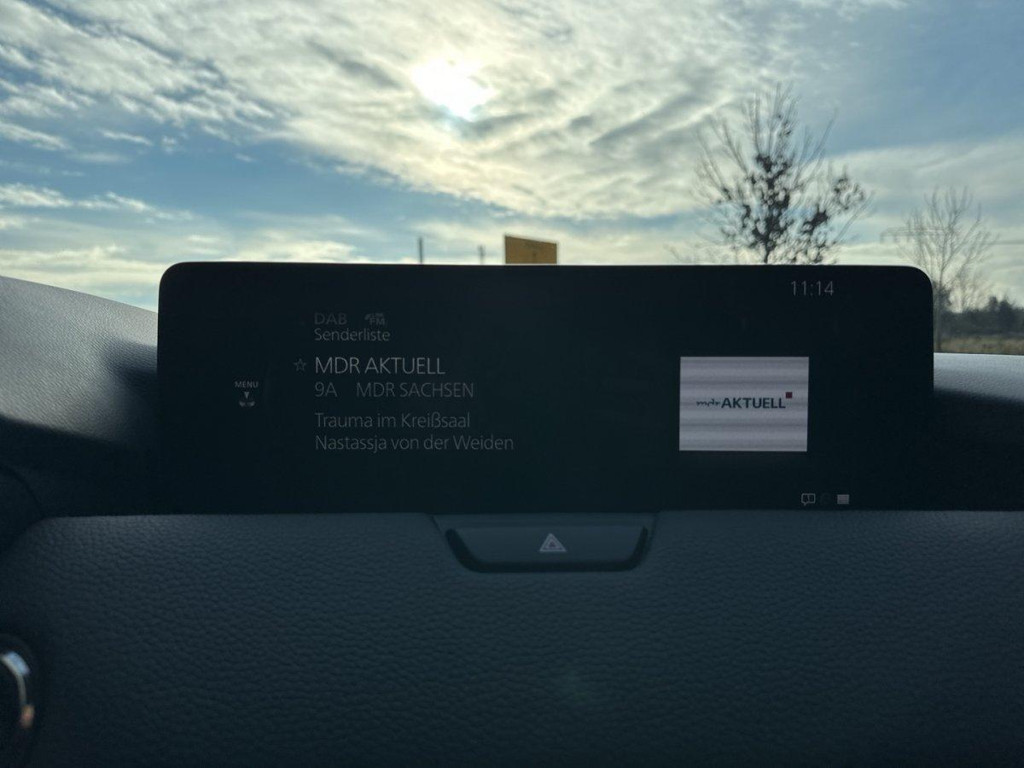 11:14
DAB FM
Senderliste
MDR AKTUELL
9A MDR SACHSEN
Trauma im Kreißsaal
Nastassja von der Weiden
MENU
mdr AKTUELL